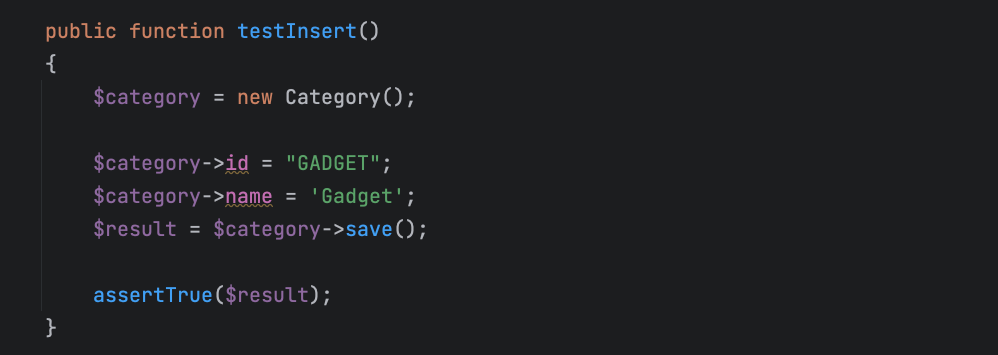 public function testInsert()
{
$category = new Category();
$category->id = "GADGET";
$category->name = 'Gadget';
$result = $category->save();
assertTrue($result);
}